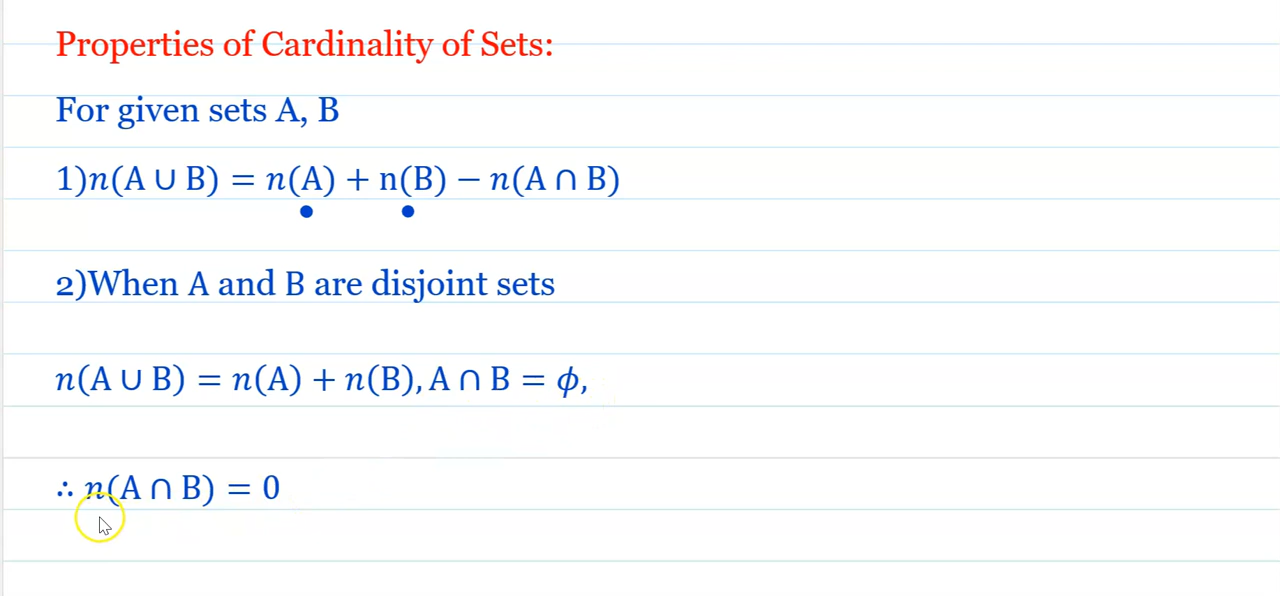 Properties of Cardinality of Sets:
For given sets A, B
1)n(A ∪ B) = n(A) + n(B) − n(A ∩ B)
2)When A and B are disjoint sets
n(A ∪ B) = n(A) + n(B), A ∩ B = ϕ,
∴ n(A ∩ B) = 0